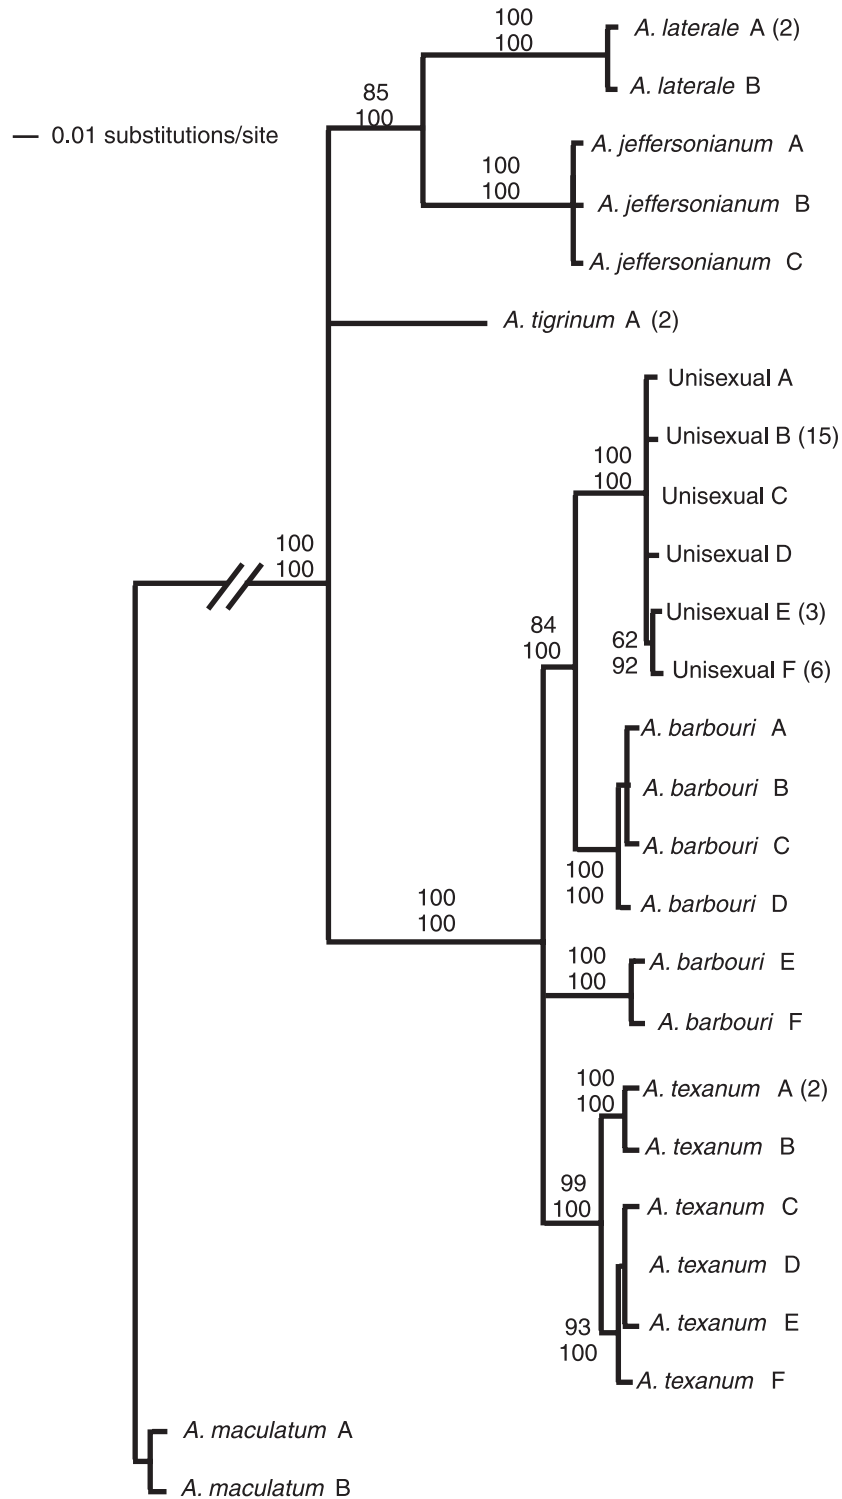 100
100
A. laterale A (2)
A. laterale B
85
100
0.01 substitutions/site
A. jeffersonianum A
100
100
A. jeffersonianum B
A. jeffersonianum C
A. tigrinum A (2)
Unisexual A
Unisexual B (15)
100
100
Unisexual C
Unisexual D
100
100
Unisexual E (3)
84
100
62
92
Unisexual F (6)
A. barbouri A
A. barbouri B
A. barbouri C
100
100
A. barbouri D
100
100
A. barbouri E
100
100
A. barbouri F
100
100
A. texanum A (2)
A. texanum B
99
100
A. texanum C
A. texanum D
A. texanum E
93
100
A. texanum F
A. maculatum A
A. maculatum B